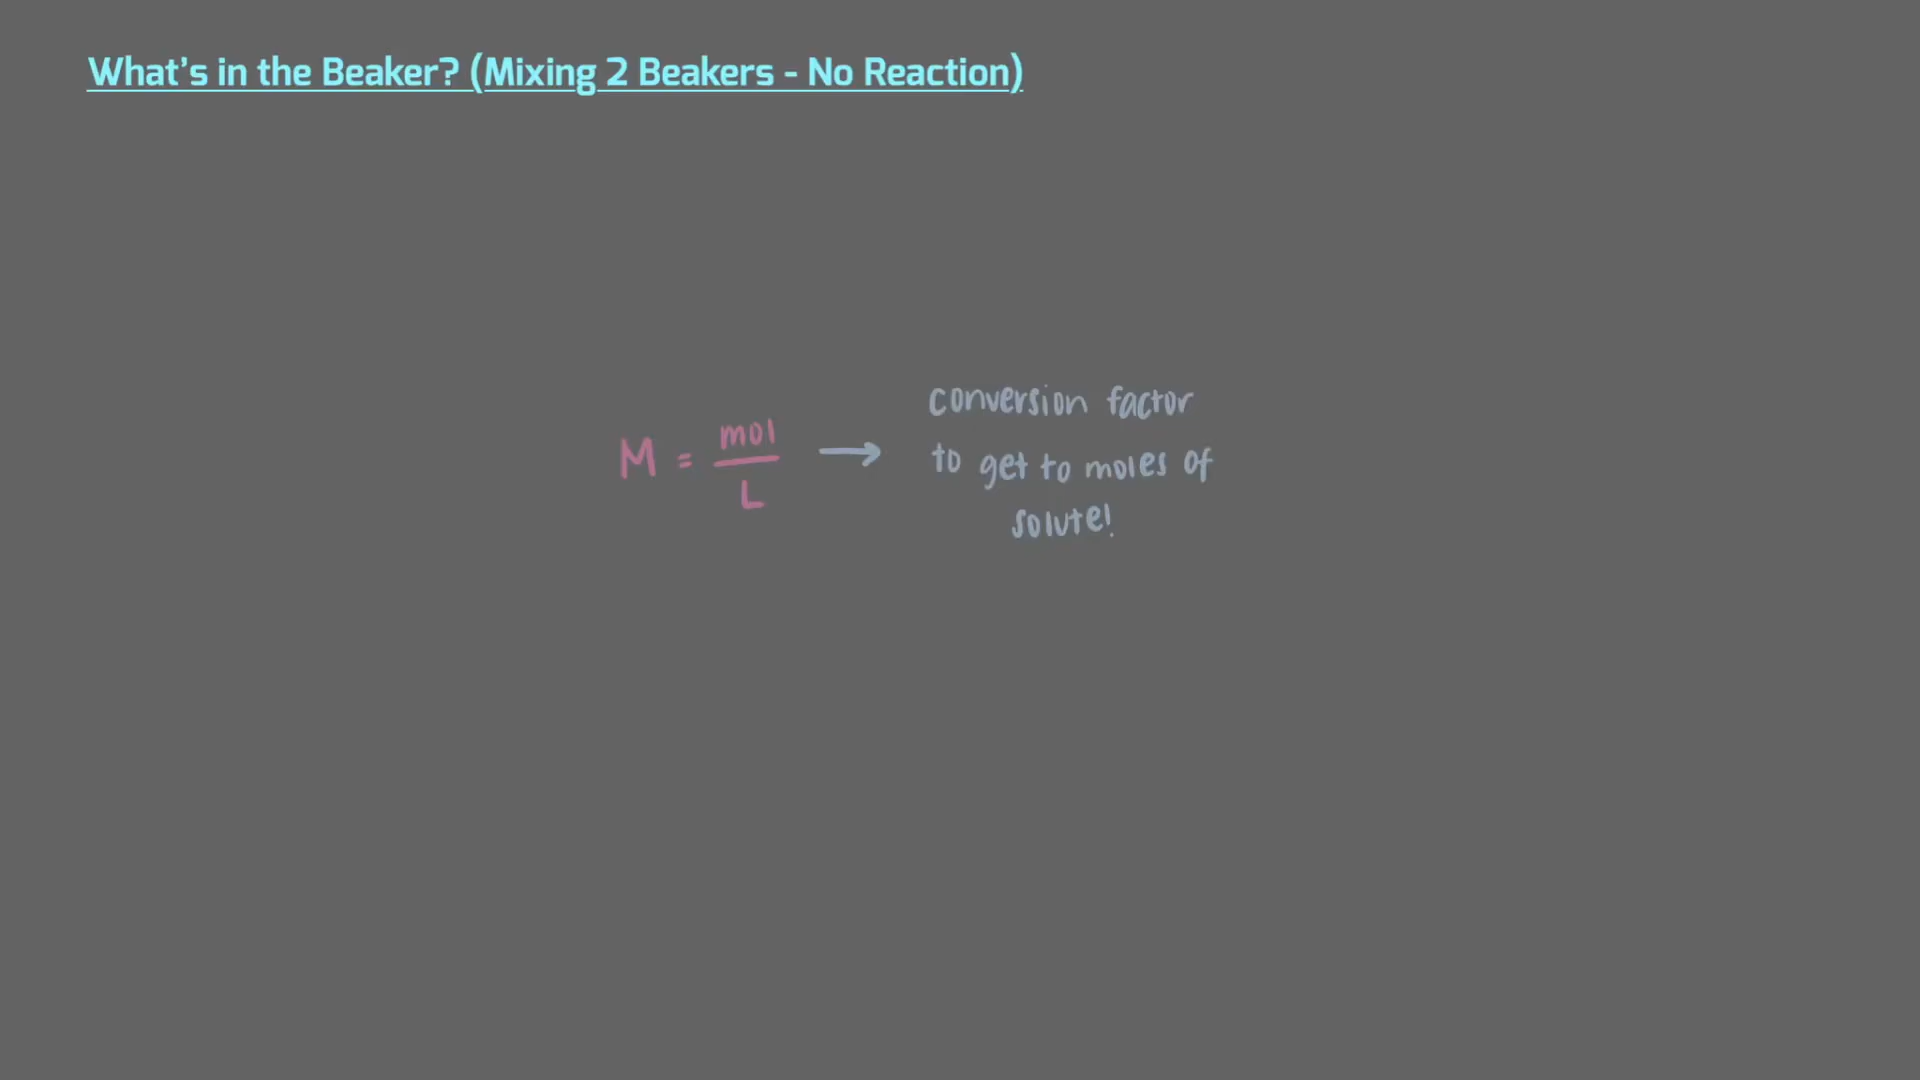 What's in the Beaker? (Mixing 2 Beakers - No Reaction)
M = mol/L → conversion factor
to get to moles of
solute!